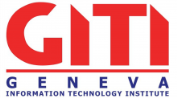 GITI
GENEVA
INFORMATION TECHNOLOGY INSTITUTE